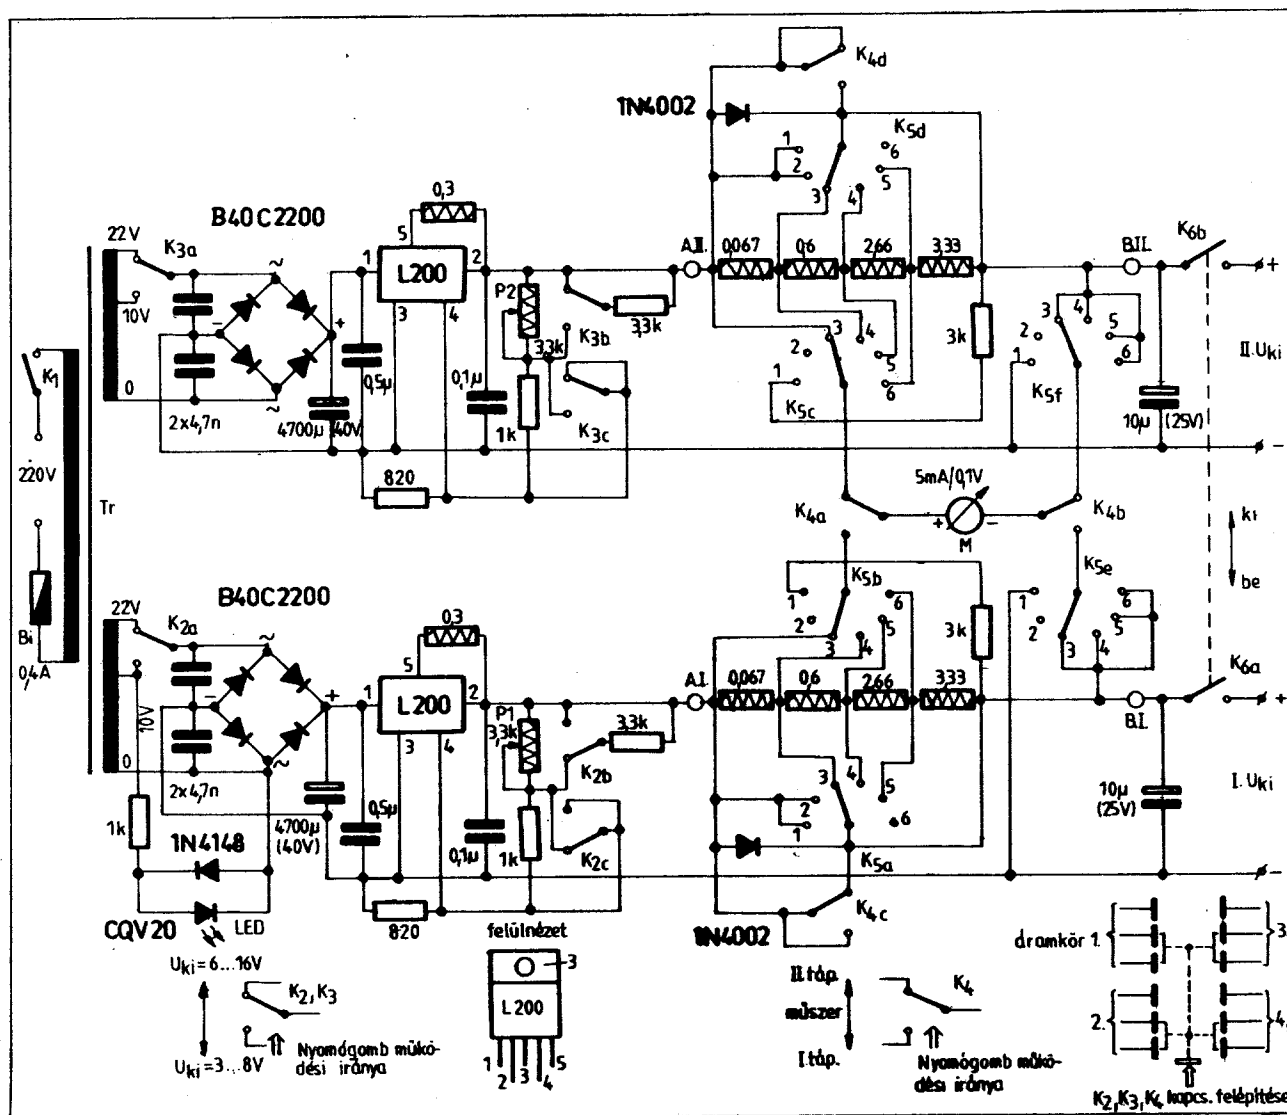 K4d
1N4002
K5d
1
2
3
4
5
6
0,3
B40C2200
22V
K3a
~
5
1
L200
2
A.II.
0,067
0,6
2,66
3,33
B.II.
K6b
+
P2
3
4
10V
-
+
3,3k
3,3k
K3b
3
4
2
5
3k
3
4
2
5
1
6
K1
0,5µ
0,1µ
1
K5c
6
K5f
II.Uki
0
~
2x4,7n
4700µ (40V)
1k
K3c
10µ (25V)
-
220V
820
5mA/0,1V
Tr
K4a
+
M
-
K4b
ki
B40C2200
K5b
K5e
be
22V
K2a
~
0,3
1
2
3
4
5
6
3k
1
2
3
4
5
6
Bi
0,4A
5
A.I.
0,067
0,6
2,66
3,33
K6a
-
+
1
L200
2
P1
3,3k
3,3k
B.I.
+
10V
3
4
K2b
3
4
5
0
~
2x4,7n
10µ
(25V)
I.Uki
4700µ
(40V)
0,5µ
0,1µ
1k
K2c
2
1
6
1k
1N4148
K5a
-
CQV20
LED
820
felülnézet
1N4002
K4c
áramkör 1.
3.
Uki=6...16V
K2,K3
3
L200
II.táp.
műszer
I.táp.
K4
2.
4.
Uki=3...8V
Nyomógomb műkö-
dési iránya
1
2
3
4
5
Nyomógomb műkö-
dési iránya
K2,K3,K4 kapcs. felépítése